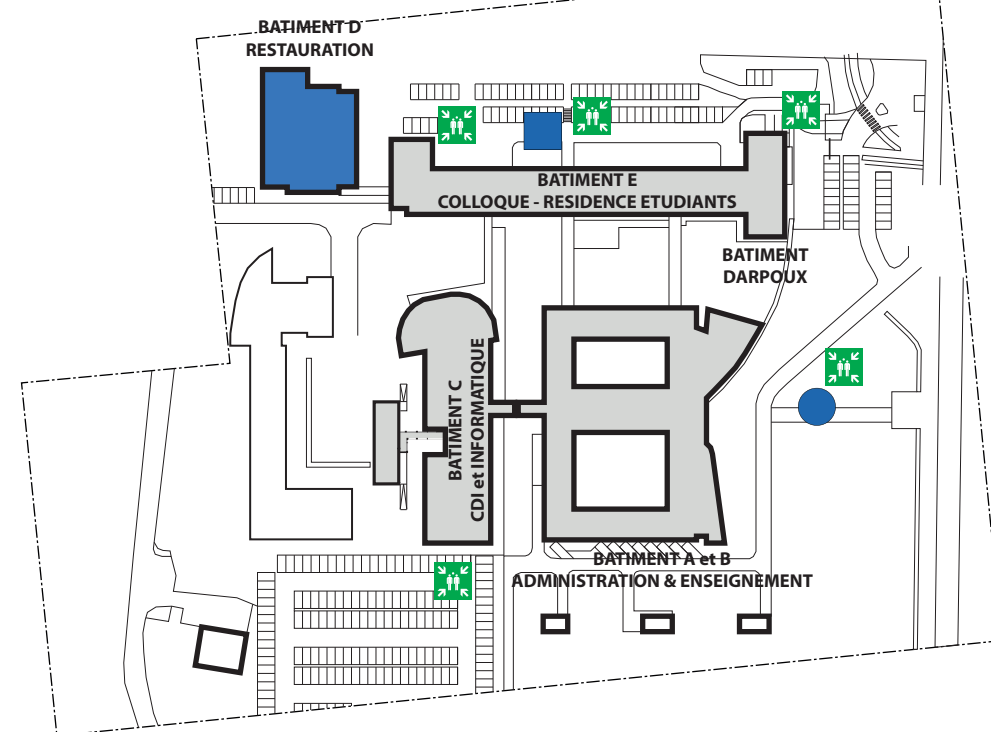 BATIMENT D
RESTAURATION
BATIMENT E
COLLOQUE - RESIDENCE ETUDIANTS
BATIMENT
DARPOUX
BATIMENT C
CDI et INFORMATIQUE
BATIMENT A et B
ADMINISTRATION & ENSEIGNEMENT